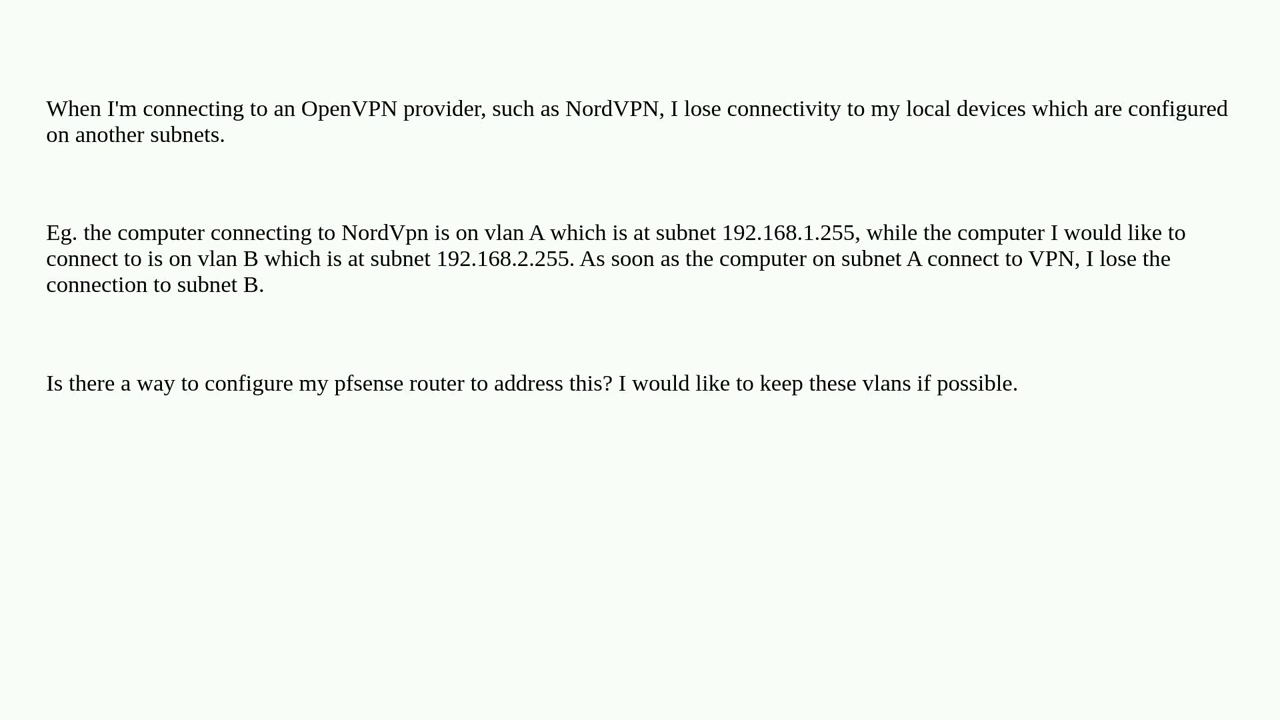 When I'm connecting to an OpenVPN provider, such as NordVPN, I lose connectivity to my local devices which are configured
on another subnets.
Eg. the computer connecting to NordVpn is on vlan A which is at subnet 192.168.1.255, while the computer I would like to
connect to is on vlan B which is at subnet 192.168.2.255. As soon as the computer on subnet A connect to VPN, I lose the
connection to subnet B.
Is there a way to configure my pfsense router to address this? I would like to keep these vlans if possible.